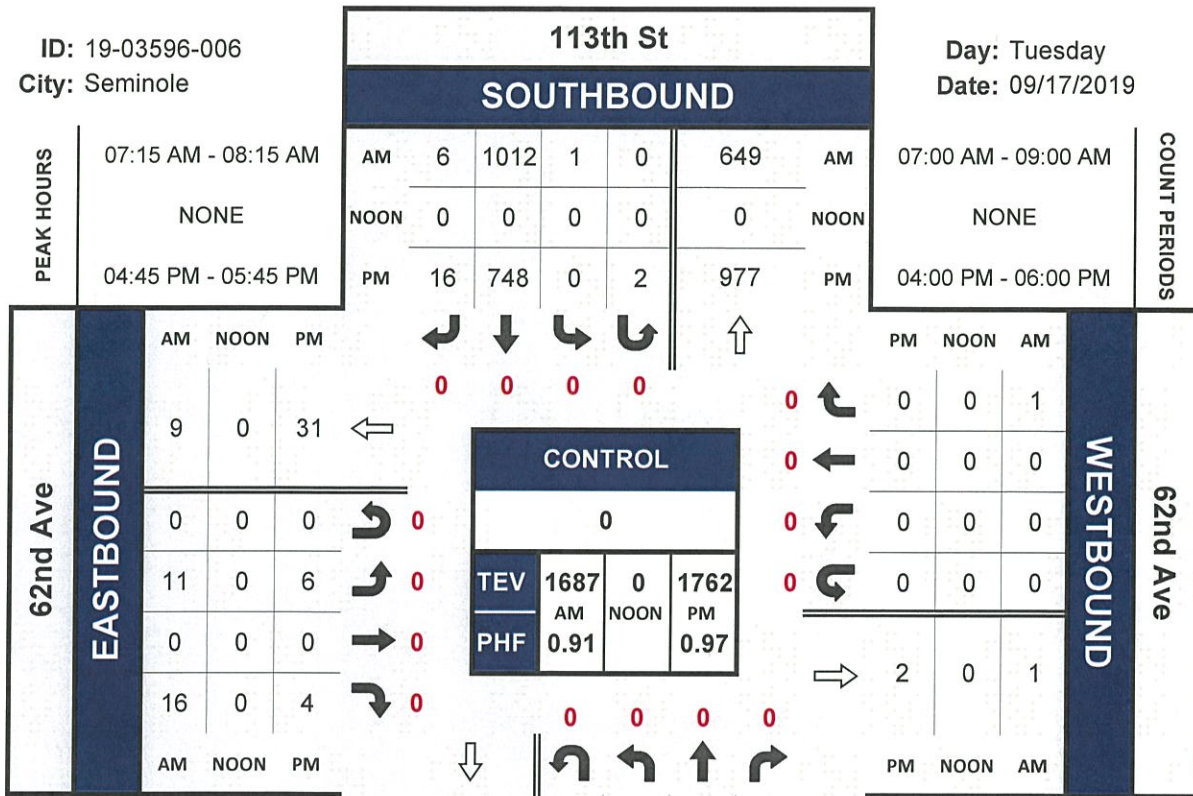 ID: 19-03596-006
City: Seminole
113th St
SOUTHBOUND
Day: Tuesday
Date: 09/17/2019
PEAK HOURS
07:15 AM - 08:15 AM
NONE
04:45 PM - 05:45 PM
AM 6 1012 1 0 649 AM
NOON 0 0 0 0 0 NOON
PM 16 748 0 2 977 PM
07:00 AM - 09:00 AM
NONE
04:00 PM - 06:00 PM
COUNT PERIODS
0 0 0 0
62nd Ave
EASTBOUND
AM NOON PM
9 0 31
0 0 0 0
11 0 6 0
0 0 0 0
16 0 4 0
AM NOON PM
CONTROL
0
TEV 1687 0 1762
AM NOON PM
PHF 0.91 0.97
PM NOON AM
0 0 0 1
0 0 0 0
0 0 0 0
0 0 0 0
2 0 1
PM NOON AM
WESTBOUND
62nd Ave
0 0 0 0